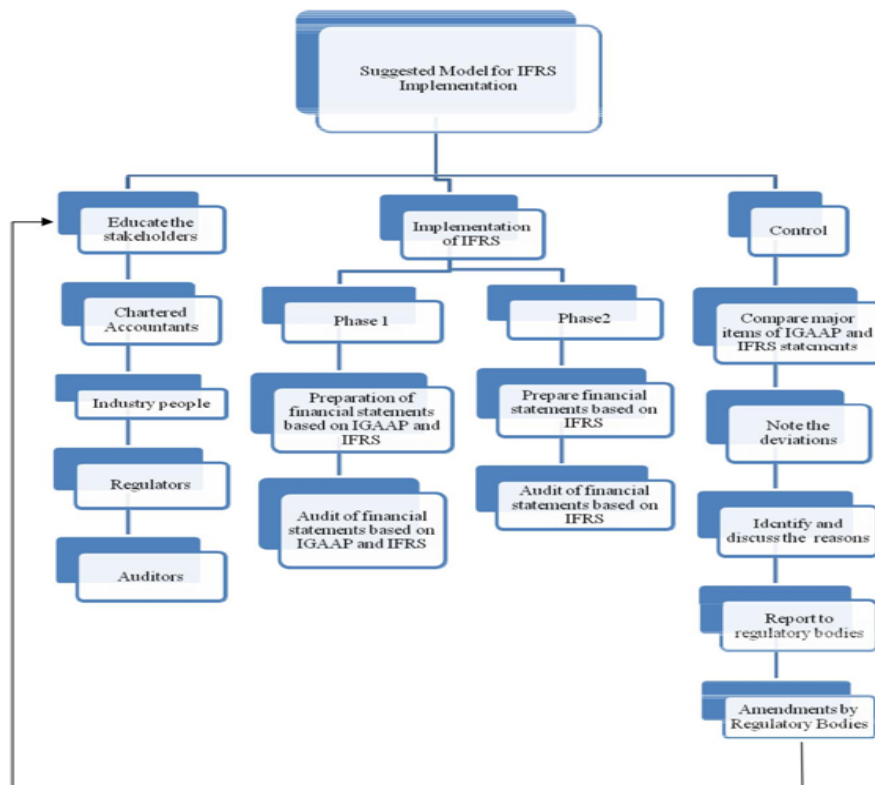 Suggested Model for IFRS
Implementation
Educate the
stakeholders
Chartered
Accountants
Industry people
Regulators
Auditors
Implementation
of IFRS
Phase 1
Preparation of
financial statements
based on IGAAP and
IFRS
Audit of financial
statements based on
IGAAP and IFRS
Phase2
Prepare financial
statements based on
IFRS
Audit of financial
statements based on
IFRS
Control
Compare major
items of IGAAP and
IFRS statements
Note the
deviations
Identify and
discuss the reasons
Report to
regulatory bodies
Amendments by
Regulatory Bodies